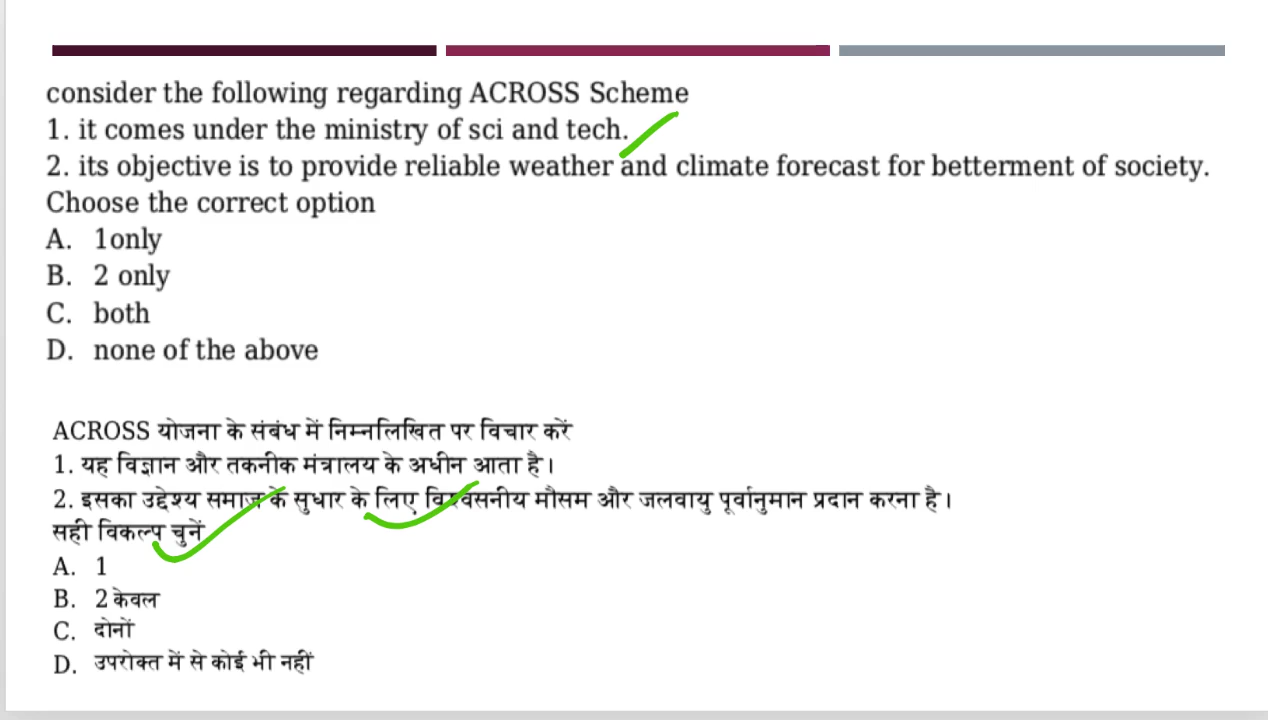 consider the following regarding ACROSS Scheme
1. it comes under the ministry of sci and tech.
2. its objective is to provide reliable weather and climate forecast for betterment of society.
Choose the correct option
A. 1only
B. 2 only
C. both
D. none of the above
ACROSS योजना के संबंध में निम्नलिखित पर विचार करें
1. यह विज्ञान और तकनीक मंत्रालय के अधीन आता है।
2. इसका उद्देश्य समाज के सुधार के लिए विश्वसनीय मौसम और जलवायु पूर्वानुमान प्रदान करना है।
सही विकल्प चुनें
A. 1
B. 2 केवल
C. दोनों
D. उपरोक्त में से कोई भी नहीं